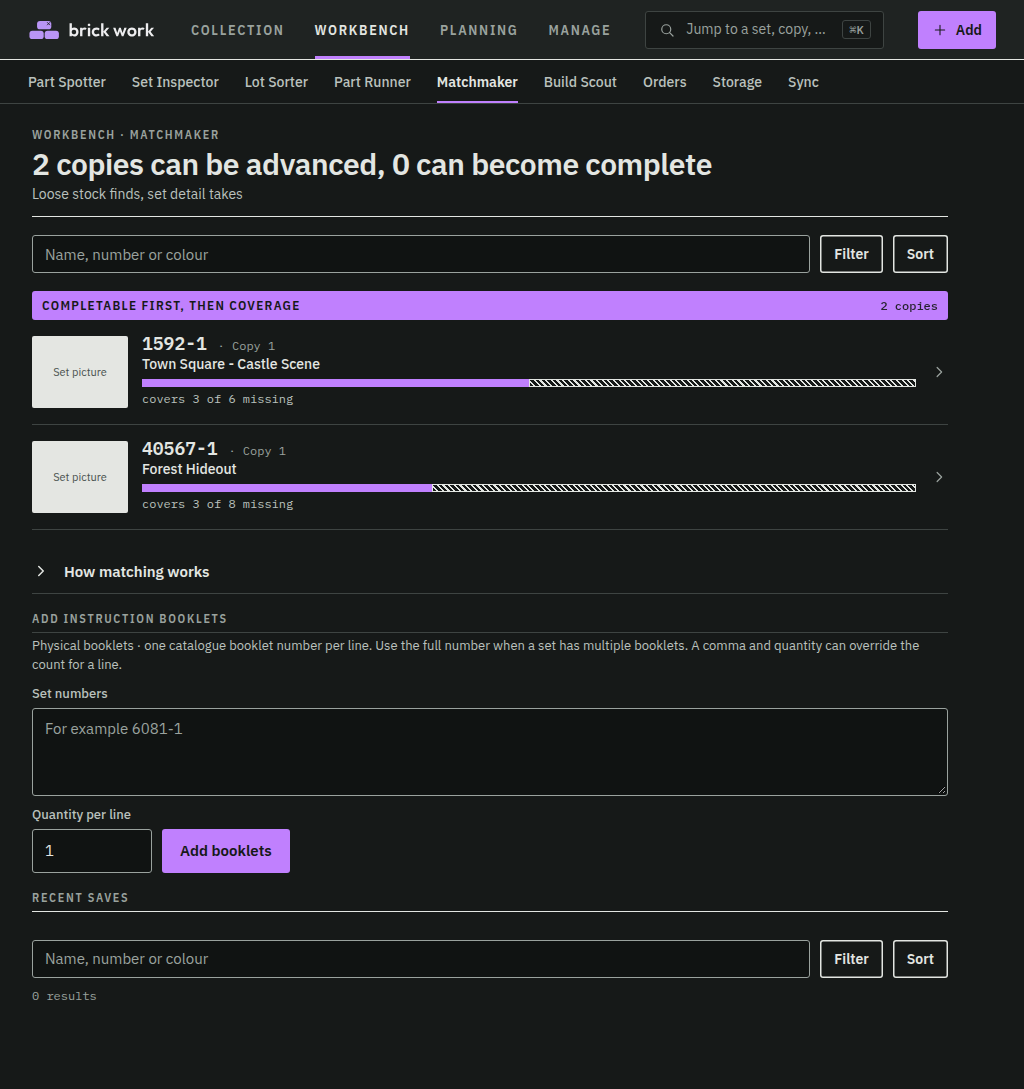 brick work
COLLECTION
WORKBENCH
PLANNING
MANAGE
Jump to a set, copy, ...
⌘K
+ Add
Part Spotter
Set Inspector
Lot Sorter
Part Runner
Matchmaker
Build Scout
Orders
Storage
Sync
WORKBENCH · MATCHMAKER
2 copies can be advanced, 0 can become complete
Loose stock finds, set detail takes
Name, number or colour
Filter
Sort
COMPLETABLE FIRST, THEN COVERAGE
2 copies
Set picture
1592-1 · Copy 1
Town Square - Castle Scene
covers 3 of 6 missing
Set picture
40567-1 · Copy 1
Forest Hideout
covers 3 of 8 missing
How matching works
ADD INSTRUCTION BOOKLETS
Physical booklets · one catalogue booklet number per line. Use the full number when a set has multiple booklets. A comma and quantity can override the
count for a line.
Set numbers
For example 6081-1
Quantity per line
1
Add booklets
RECENT SAVES
Name, number or colour
Filter
Sort
0 results